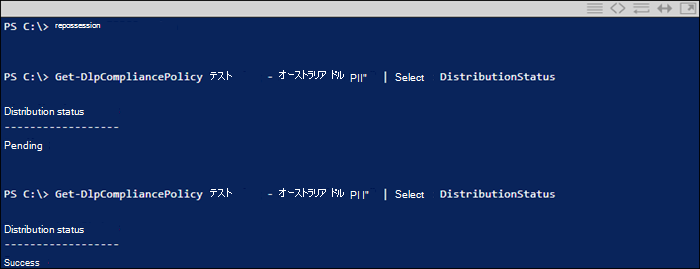 PS C:\> repossession
PS C:\> Get-DlpCompliancePolicy テスト - オーストラリア ドル PII" | Select DistributionStatus
Distribution status
------------------
Pending
PS C:\> Get-DlpCompliancePolicy テスト - オーストラリア ドル PII" | Select DistributionStatus
Distribution status
------------------
Success